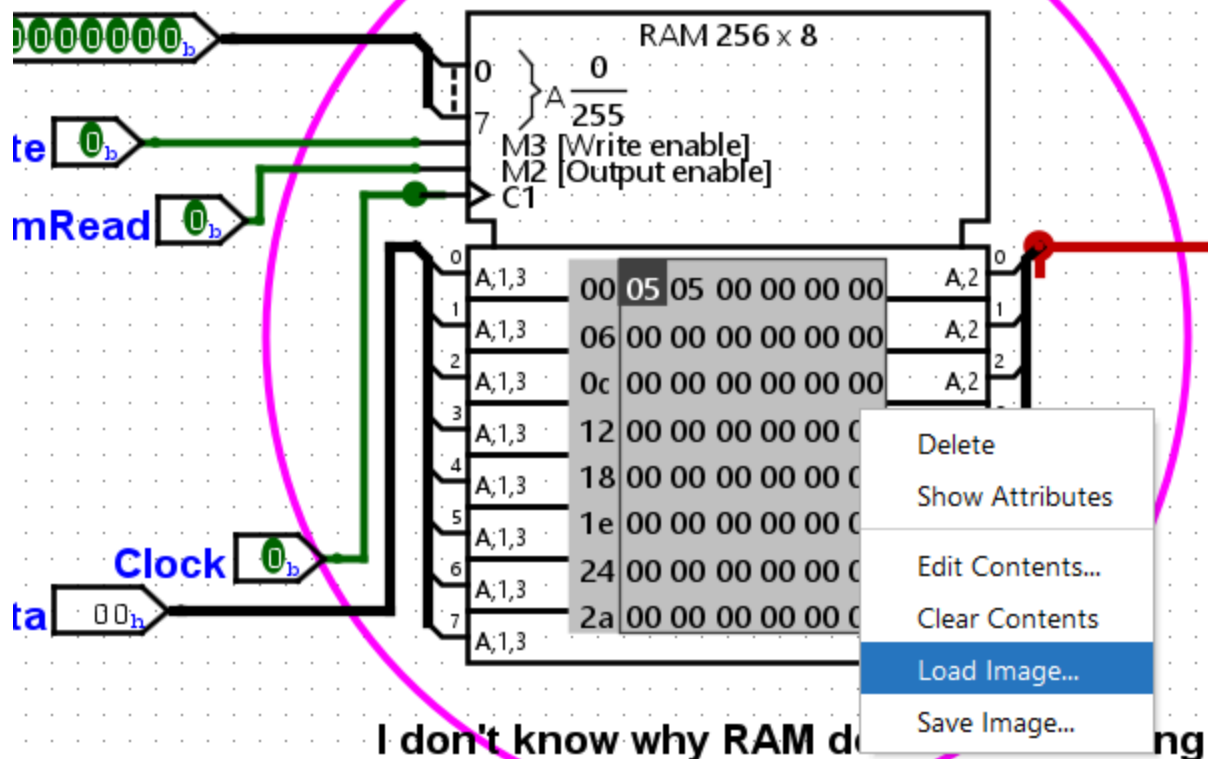 RAM 256 x 8
0000000b
0
7
A 0
255
te 0b
M3 [Write enable]
M2 [Output enable]
C1
mRead 0b
0 A,1,3 00 05 05 00 00 00 00 A,2 0
1 A,1,3 06 00 00 00 00 00 00 A,2 1
2 A,1,3 0c 00 00 00 00 00 00 A,2 2
3 A,1,3 12 00 00 00 00 00
4 A,1,3 18 00 00 00 00 00
5 A,1,3 1e 00 00 00 00 00
6 A,1,3 24 00 00 00 00 00
7 A,1,3 2a 00 00 00 00 00
Clock 0b
ta 00h
Delete
Show Attributes
Edit Contents...
Clear Contents
Load Image...
Save Image...
I don't know why RAM ng